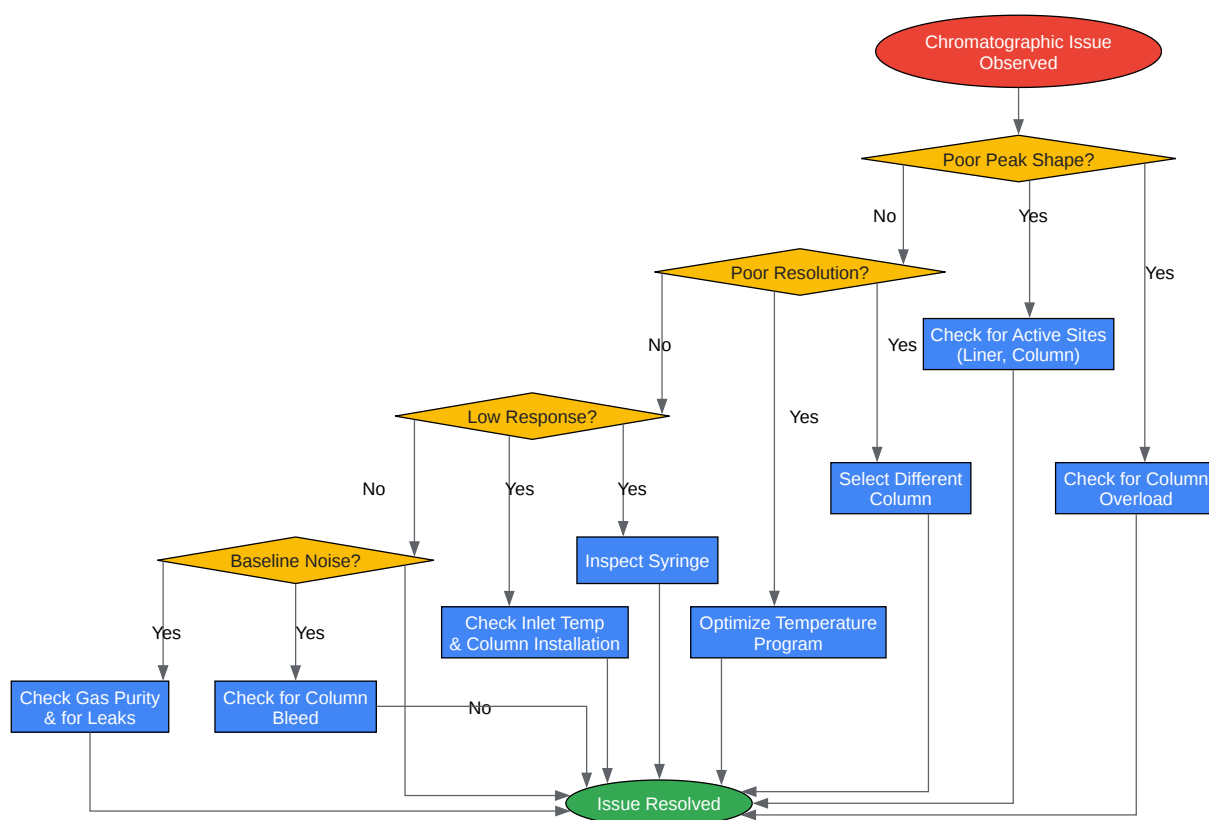 Chromatographic Issue
Observed
Poor Peak Shape?
No
Yes
Yes
Poor Resolution?
No
Yes
Yes
Check for Active Sites
(Liner, Column)
Low Response?
No
Yes
Yes
Select Different
Column
Check for Column
Overload
Baseline Noise?
Inspect Syringe
Yes
Yes
Check Inlet Temp
& Column Installation
Optimize Temperature
Program
Check Gas Purity
& for Leaks
Check for Column
Bleed
No
Issue Resolved